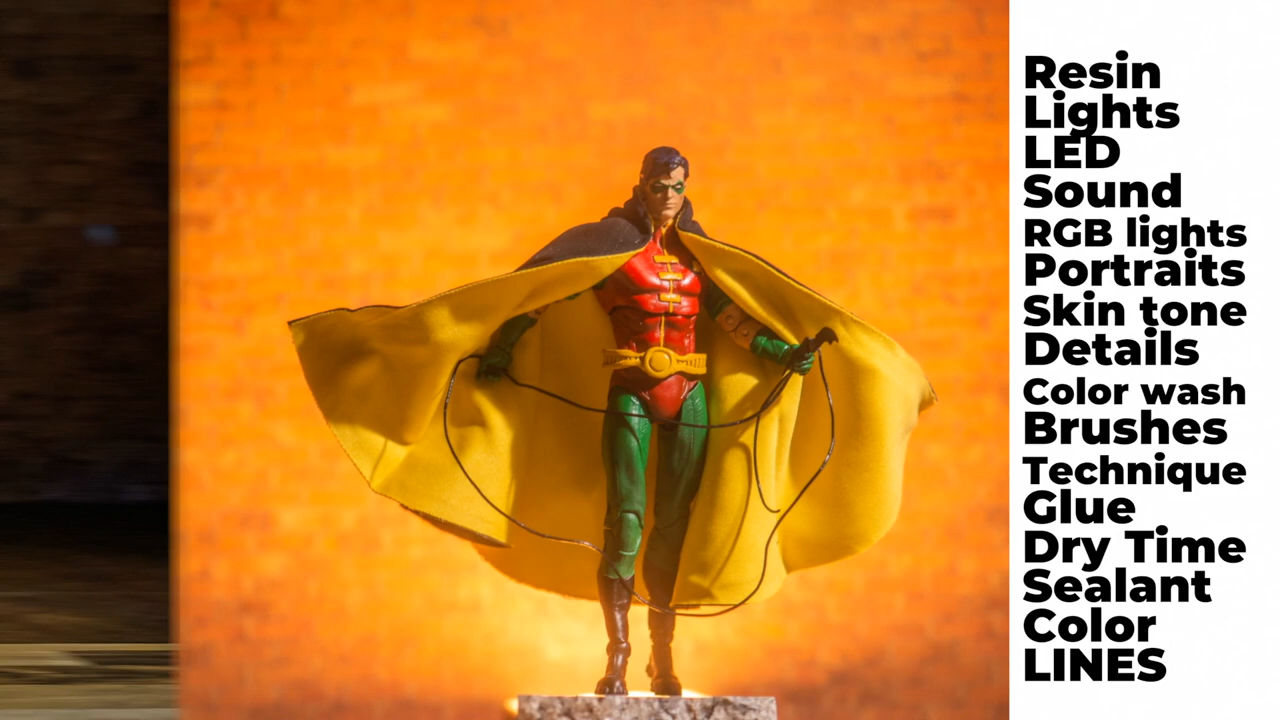 Resin
Lights
LED
Sound
RGB lights
Portraits
Skin tone
Details
Color wash
Brushes
Technique
Glue
Dry Time
Sealant
Color
LINES